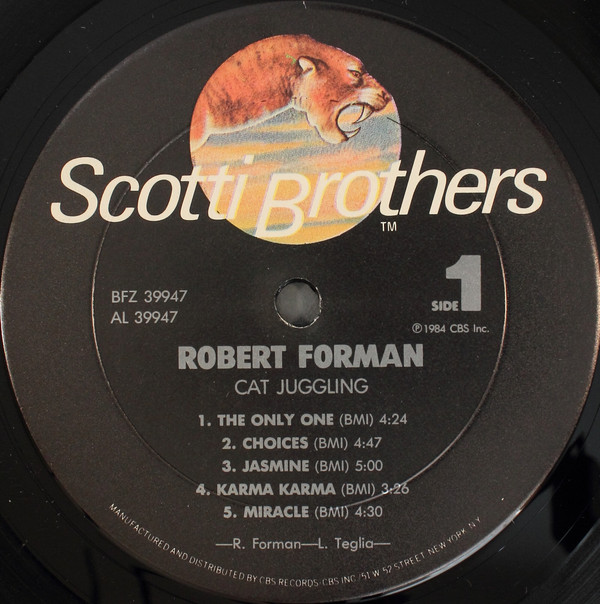 Scotti Brothers
TM
BFZ 39947
AL 39947
SIDE 1
℗ 1984 CBS Inc.
ROBERT FORMAN
CAT JUGGLING
1. THE ONLY ONE (BMI) 4:24
2. CHOICES (BMI) 4:47
3. JASMINE (BMI) 5:00
4. KARMA KARMA (BMI) 3:26
5. MIRACLE (BMI) 4:30
—R. Forman—L. Teglia—
MANUFACTURED AND DISTRIBUTED BY CBS RECORDS·CBS INC./51 W. 52 STREET, NEW YORK, N.Y.